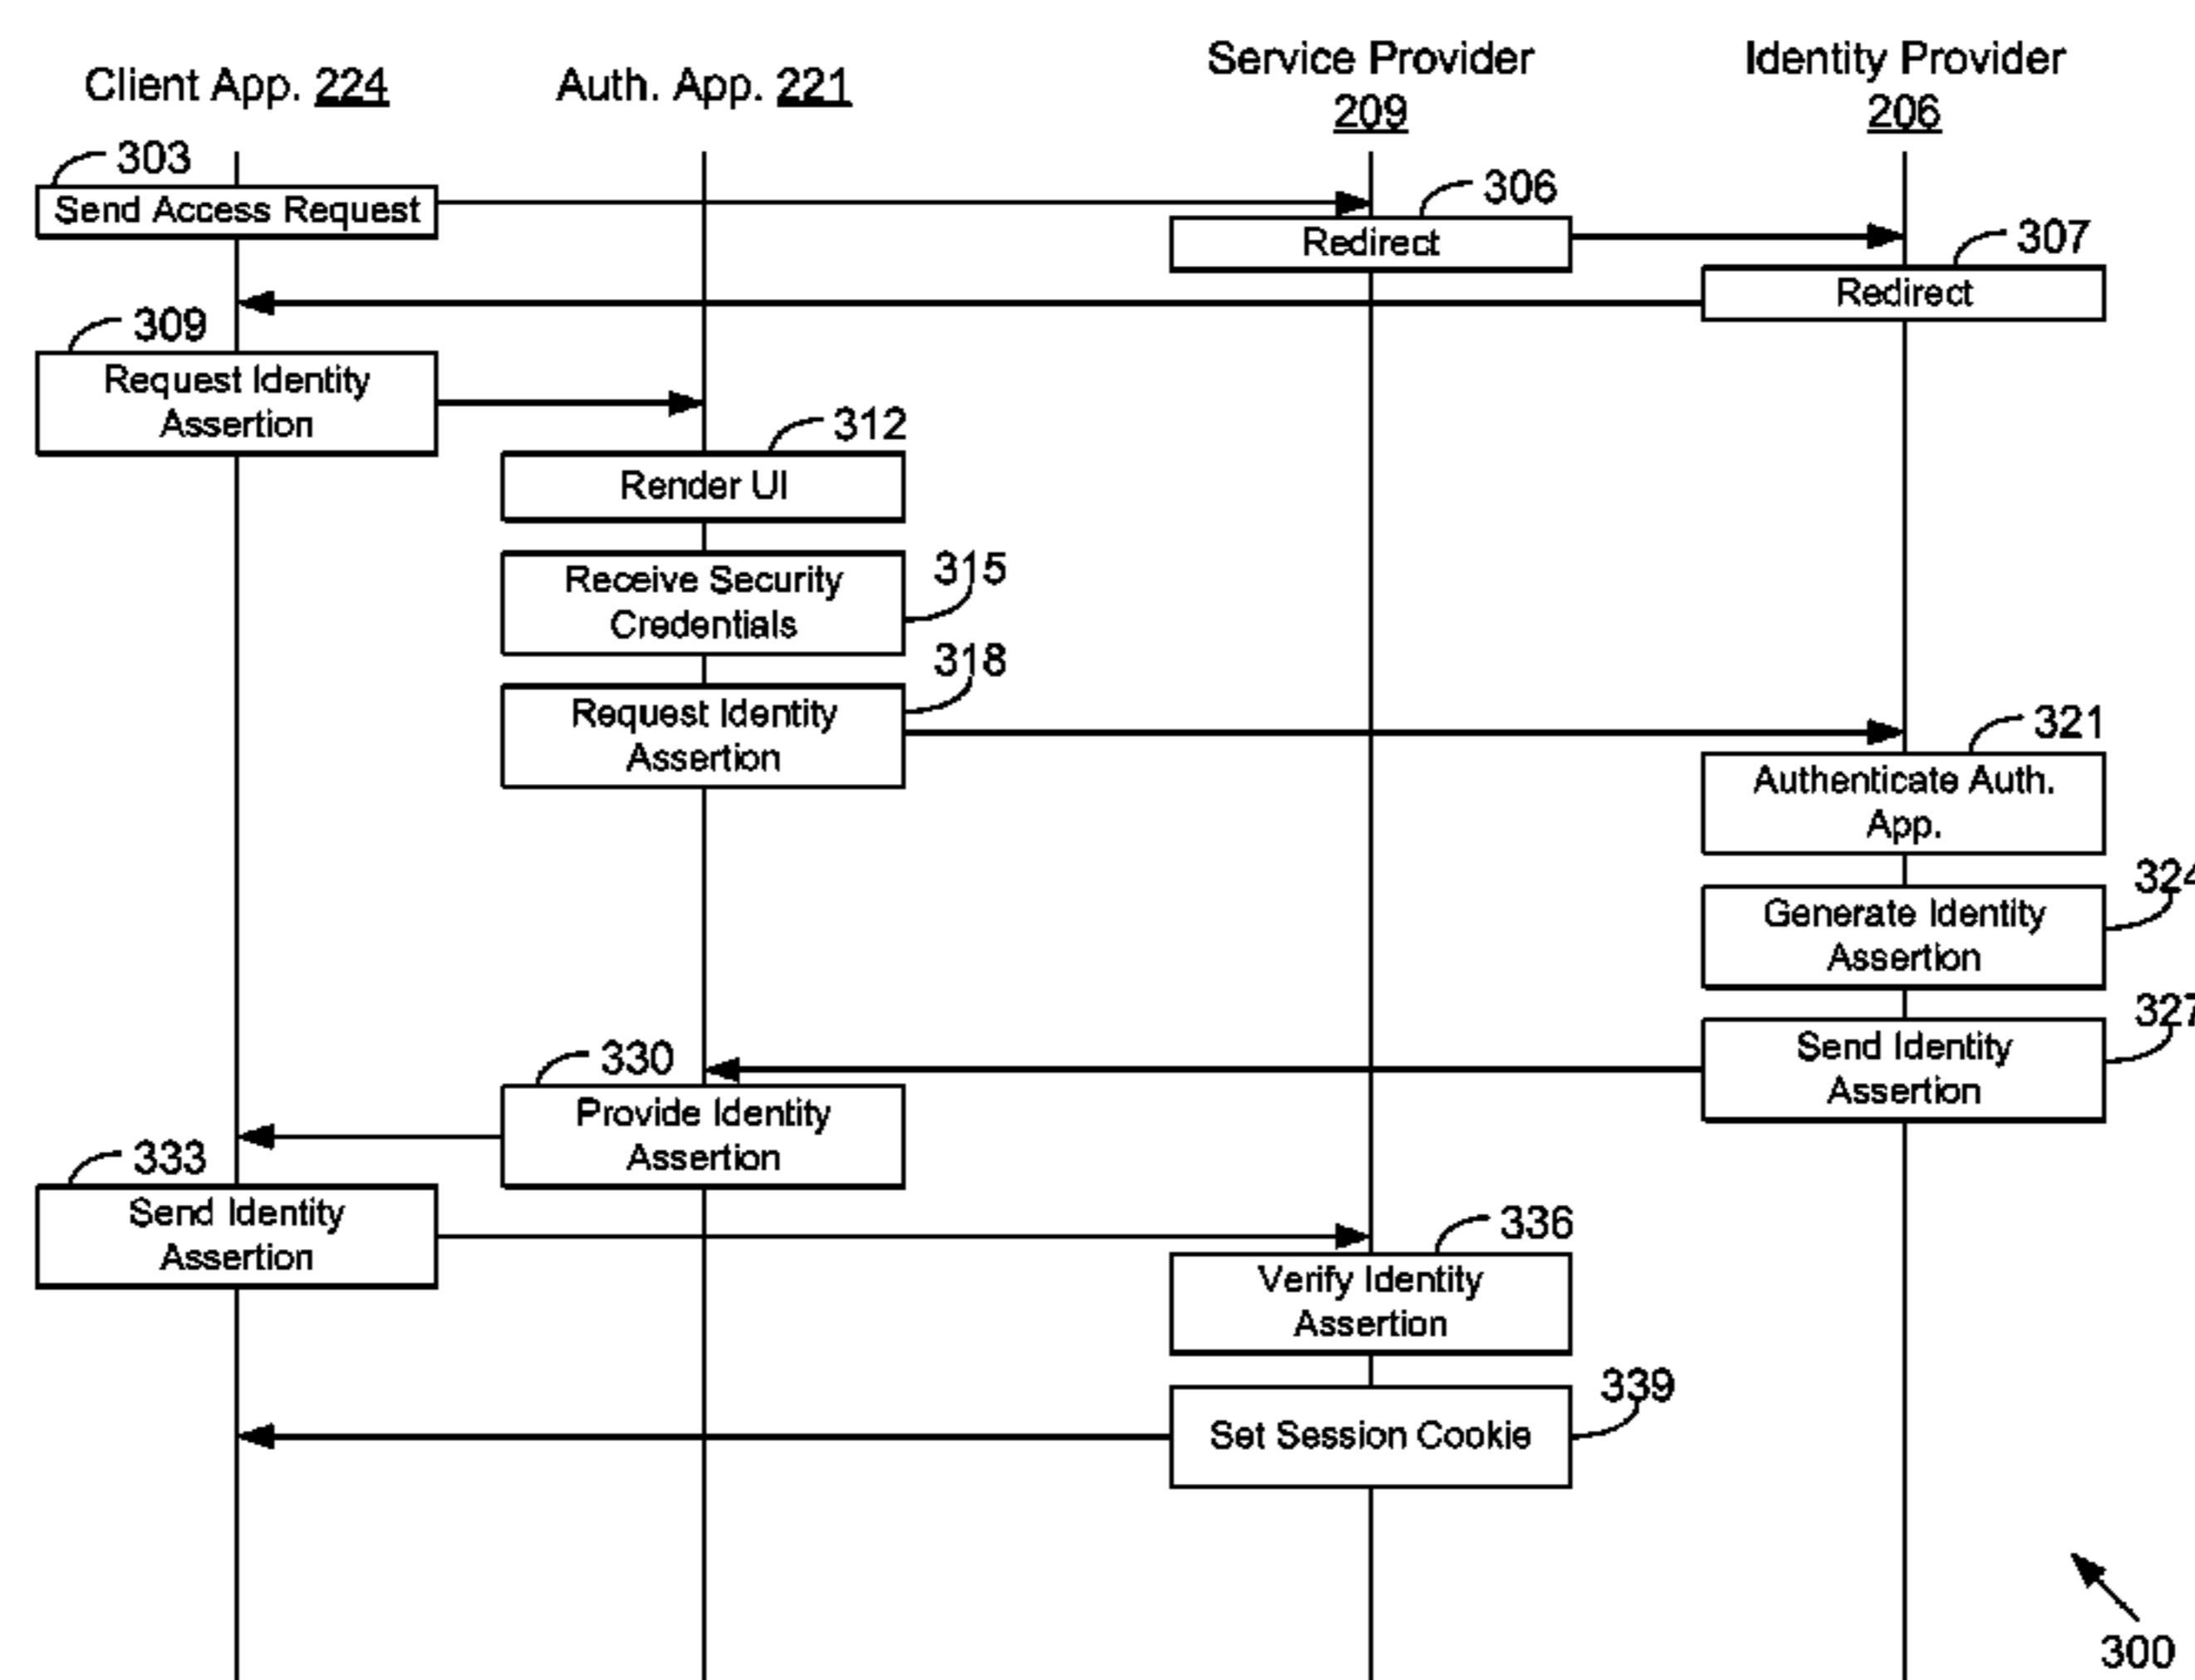 Client App. 224
Auth. App. 221
Service Provider
209
Identity Provider
206
303
Send Access Request
306
Redirect
307
Redirect
309
Request Identity
Assertion
312
Render UI
315
Receive Security
Credentials
318
Request Identity
Assertion
321
Authenticate Auth.
App.
324
Generate Identity
Assertion
327
Send Identity
Assertion
330
Provide Identity
Assertion
333
Send Identity
Assertion
336
Verify Identity
Assertion
339
Set Session Cookie
300